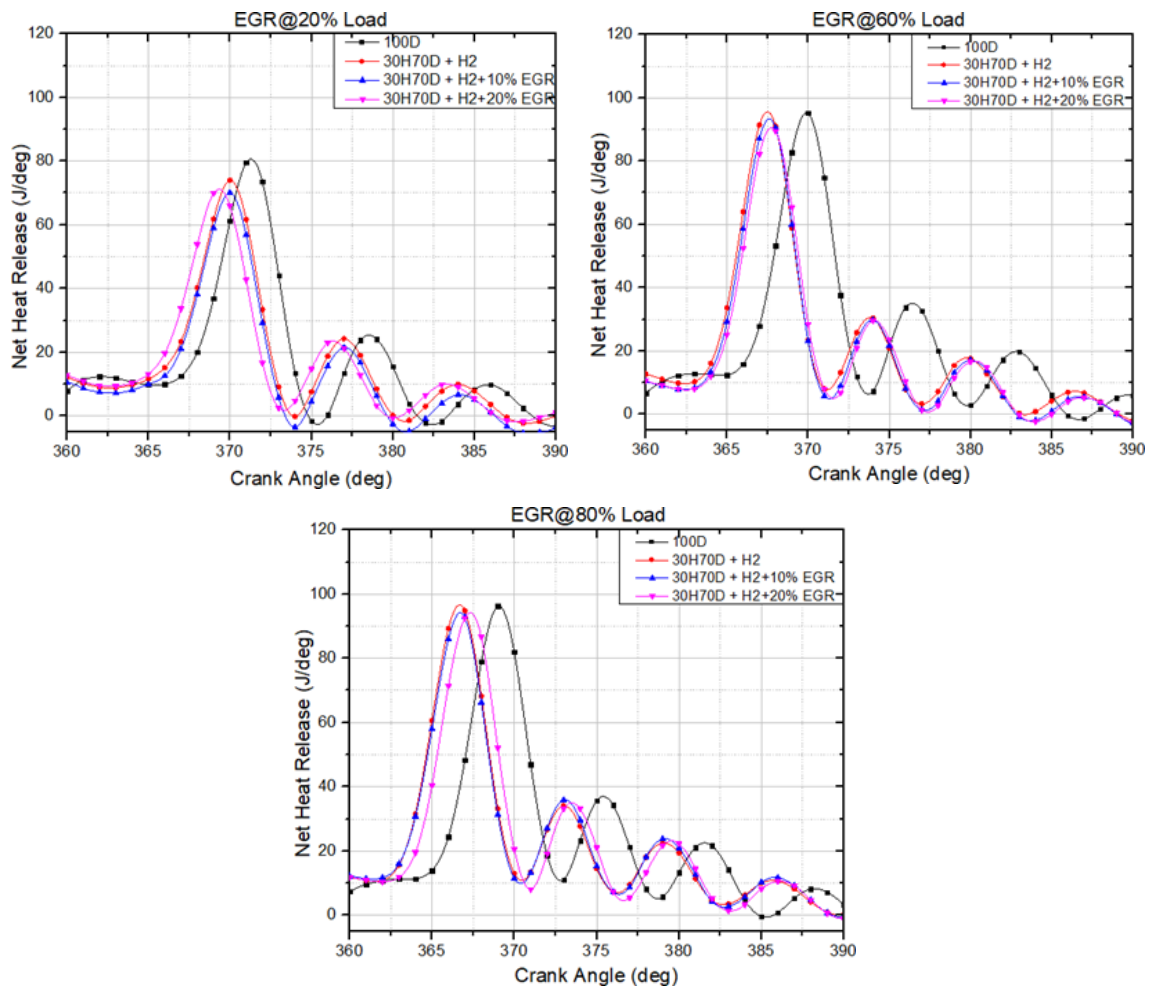 EGR@20% Load
100D
30H70D + H2
30H70D + H2+10% EGR
30H70D + H2+20% EGR
120
100
80
60
40
20
0
Net Heat Release (J/deg)
360 365 370 375 380 385 390
Crank Angle (deg)
EGR@60% Load
100D
30H70D + H2
30H70D + H2+10% EGR
30H70D + H2+20% EGR
120
100
80
60
40
20
0
Net Heat Release (J/deg)
360 365 370 375 380 385 390
Crank Angle (deg)
EGR@80% Load
100D
30H70D + H2
30H70D + H2+10% EGR
30H70D + H2+20% EGR
120
100
80
60
40
20
0
Net Heat Release (J/deg)
360 365 370 375 380 385 390
Crank Angle (deg)